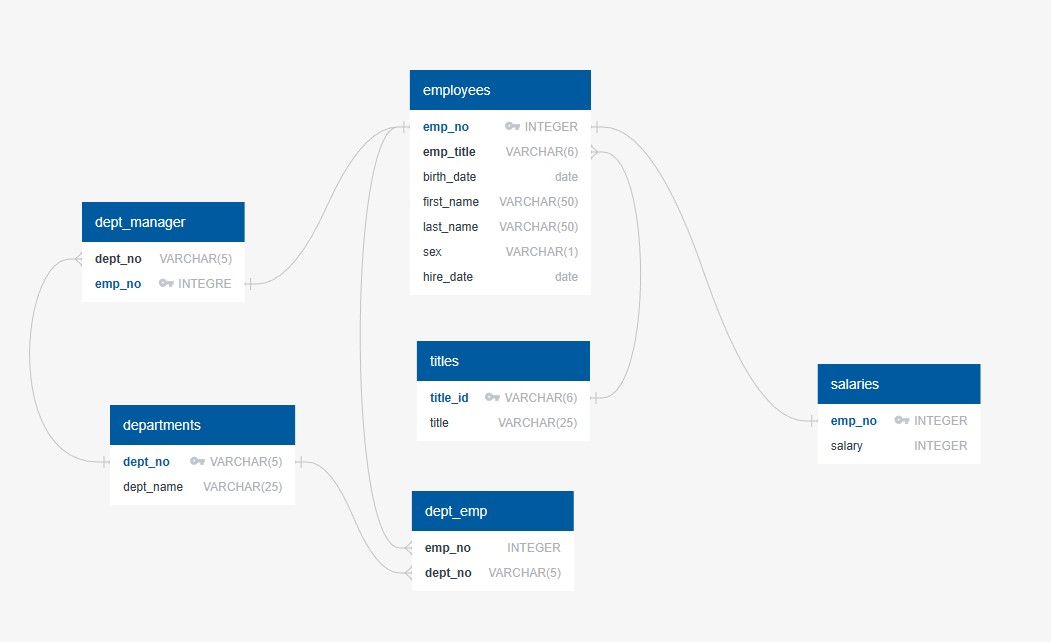 employees
emp_no INTEGER
emp_title VARCHAR(6)
birth_date date
first_name VARCHAR(50)
last_name VARCHAR(50)
sex VARCHAR(1)
hire_date date
dept_manager
dept_no VARCHAR(5)
emp_no INTEGRE
titles
title_id VARCHAR(6)
title VARCHAR(25)
salaries
emp_no INTEGER
salary INTEGER
departments
dept_no VARCHAR(5)
dept_name VARCHAR(25)
dept_emp
emp_no INTEGER
dept_no VARCHAR(5)